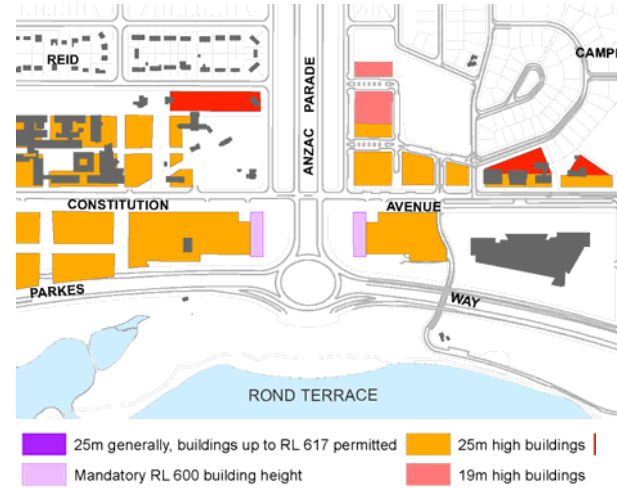 REID
ANZAC PARADE
CAMP
CONSTITUTION
AVENUE
PARKES
WAY
ROND TERRACE
25m generally, buildings up to RL 617 permitted
25m high buildings
Mandatory RL 600 building height
19m high buildings